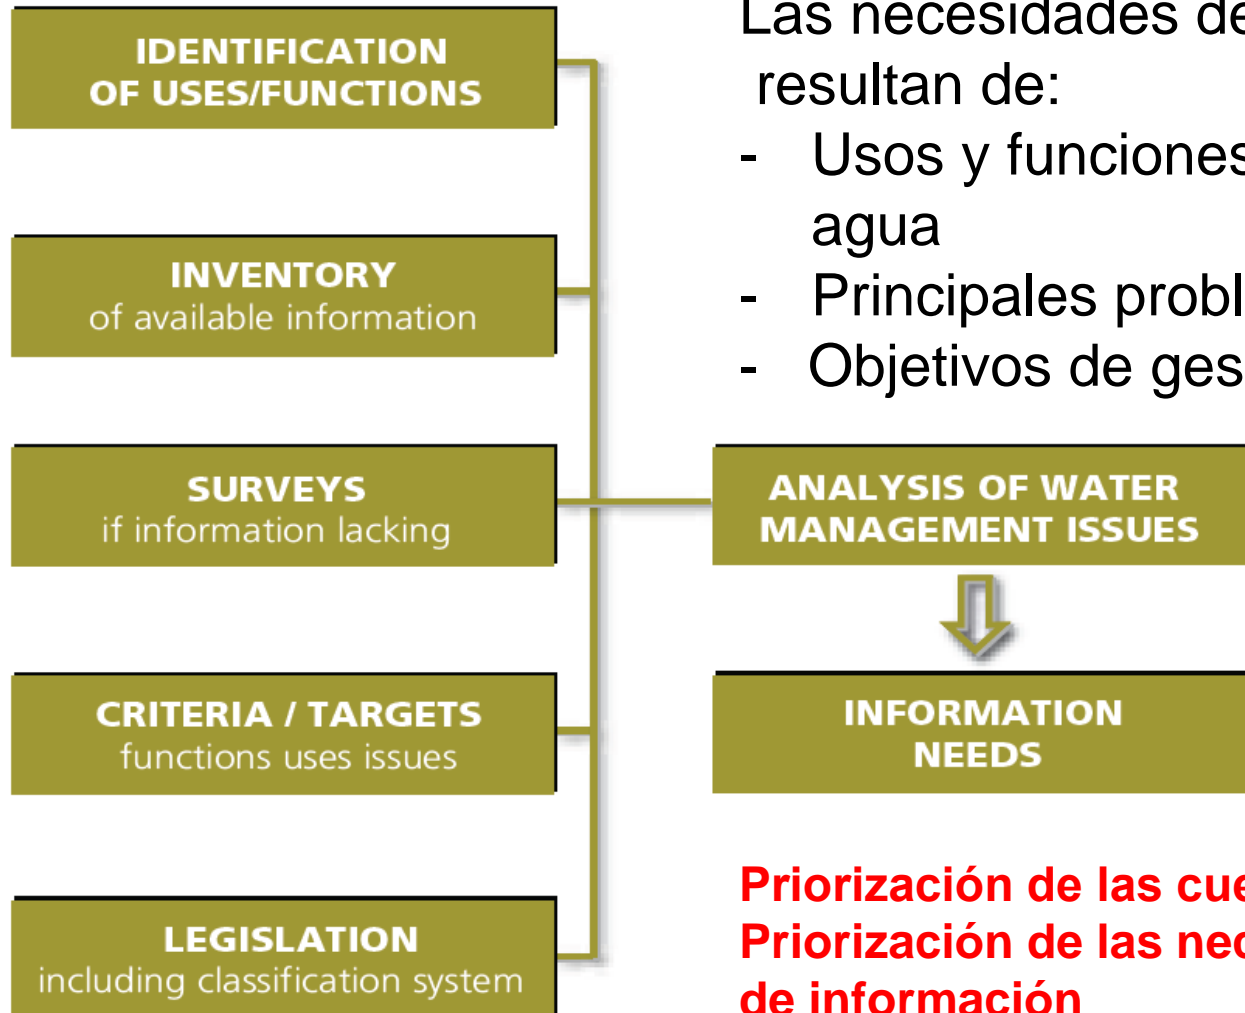 IDENTIFICATION
OF USES/FUNCTIONS
INVENTORY
of available information
SURVEYS
if information lacking
CRITERIA / TARGETS
functions uses issues
LEGISLATION
including classification system
Las necesidades de
resultan de:
- Usos y funciones
agua
- Principales probl
- Objetivos de ges
ANALYSIS OF WATER
MANAGEMENT ISSUES
INFORMATION
NEEDS
Priorización de las cue
Priorización de las nec
de información